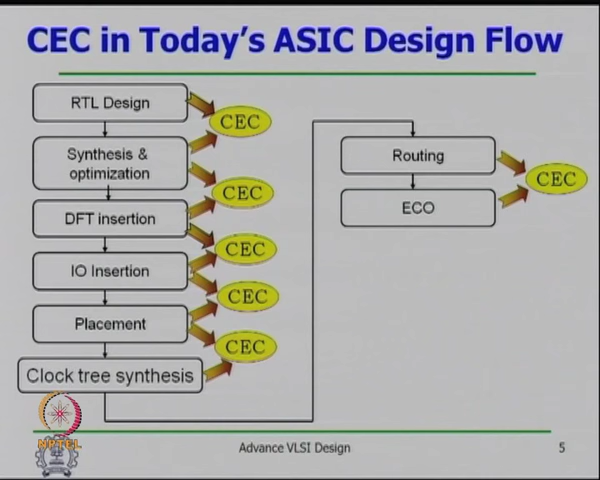 CEC in Today's ASIC Design Flow
RTL Design
CEC
Synthesis &
optimization
CEC
DFT insertion
CEC
IO Insertion
CEC
Placement
CEC
Clock tree synthesis
Routing
CEC
ECO
NPTEL
Advance VLSI Design
5